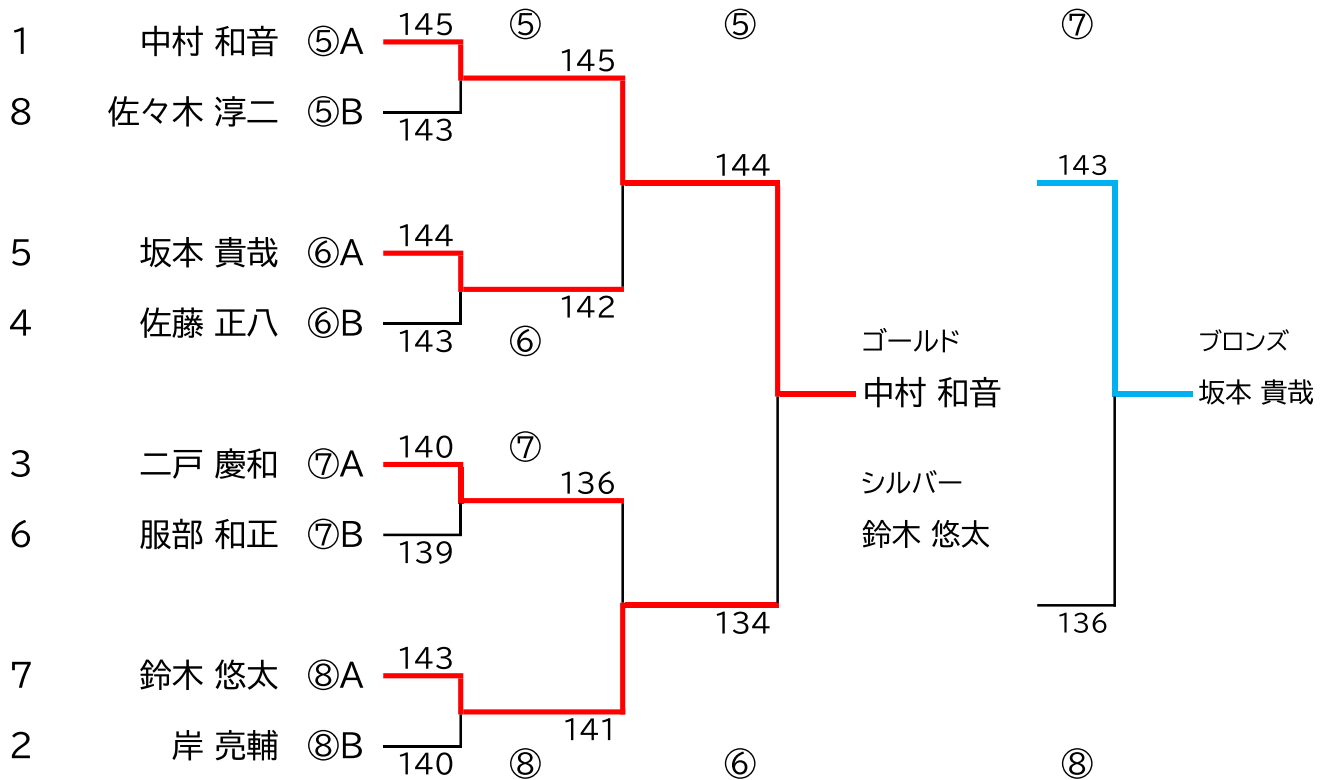 145 ⑤ ⑤ ⑦
1 中村 和音 ⑤A
145
8 佐々木 淳二 ⑤B
143
144 143
144
5 坂本 貴哉 ⑥A
142
4 佐藤 正八 ⑥B
143 ⑥
ゴールド ブロンズ
中村 和音 坂本 貴哉
140 ⑦
3 二戸 慶和 ⑦A
136 シルバー
6 服部 和正 ⑦B 鈴木 悠太
139
134 136
143
7 鈴木 悠太 ⑧A
141
2 岸 亮輔 ⑧B
140 ⑧ ⑥ ⑧